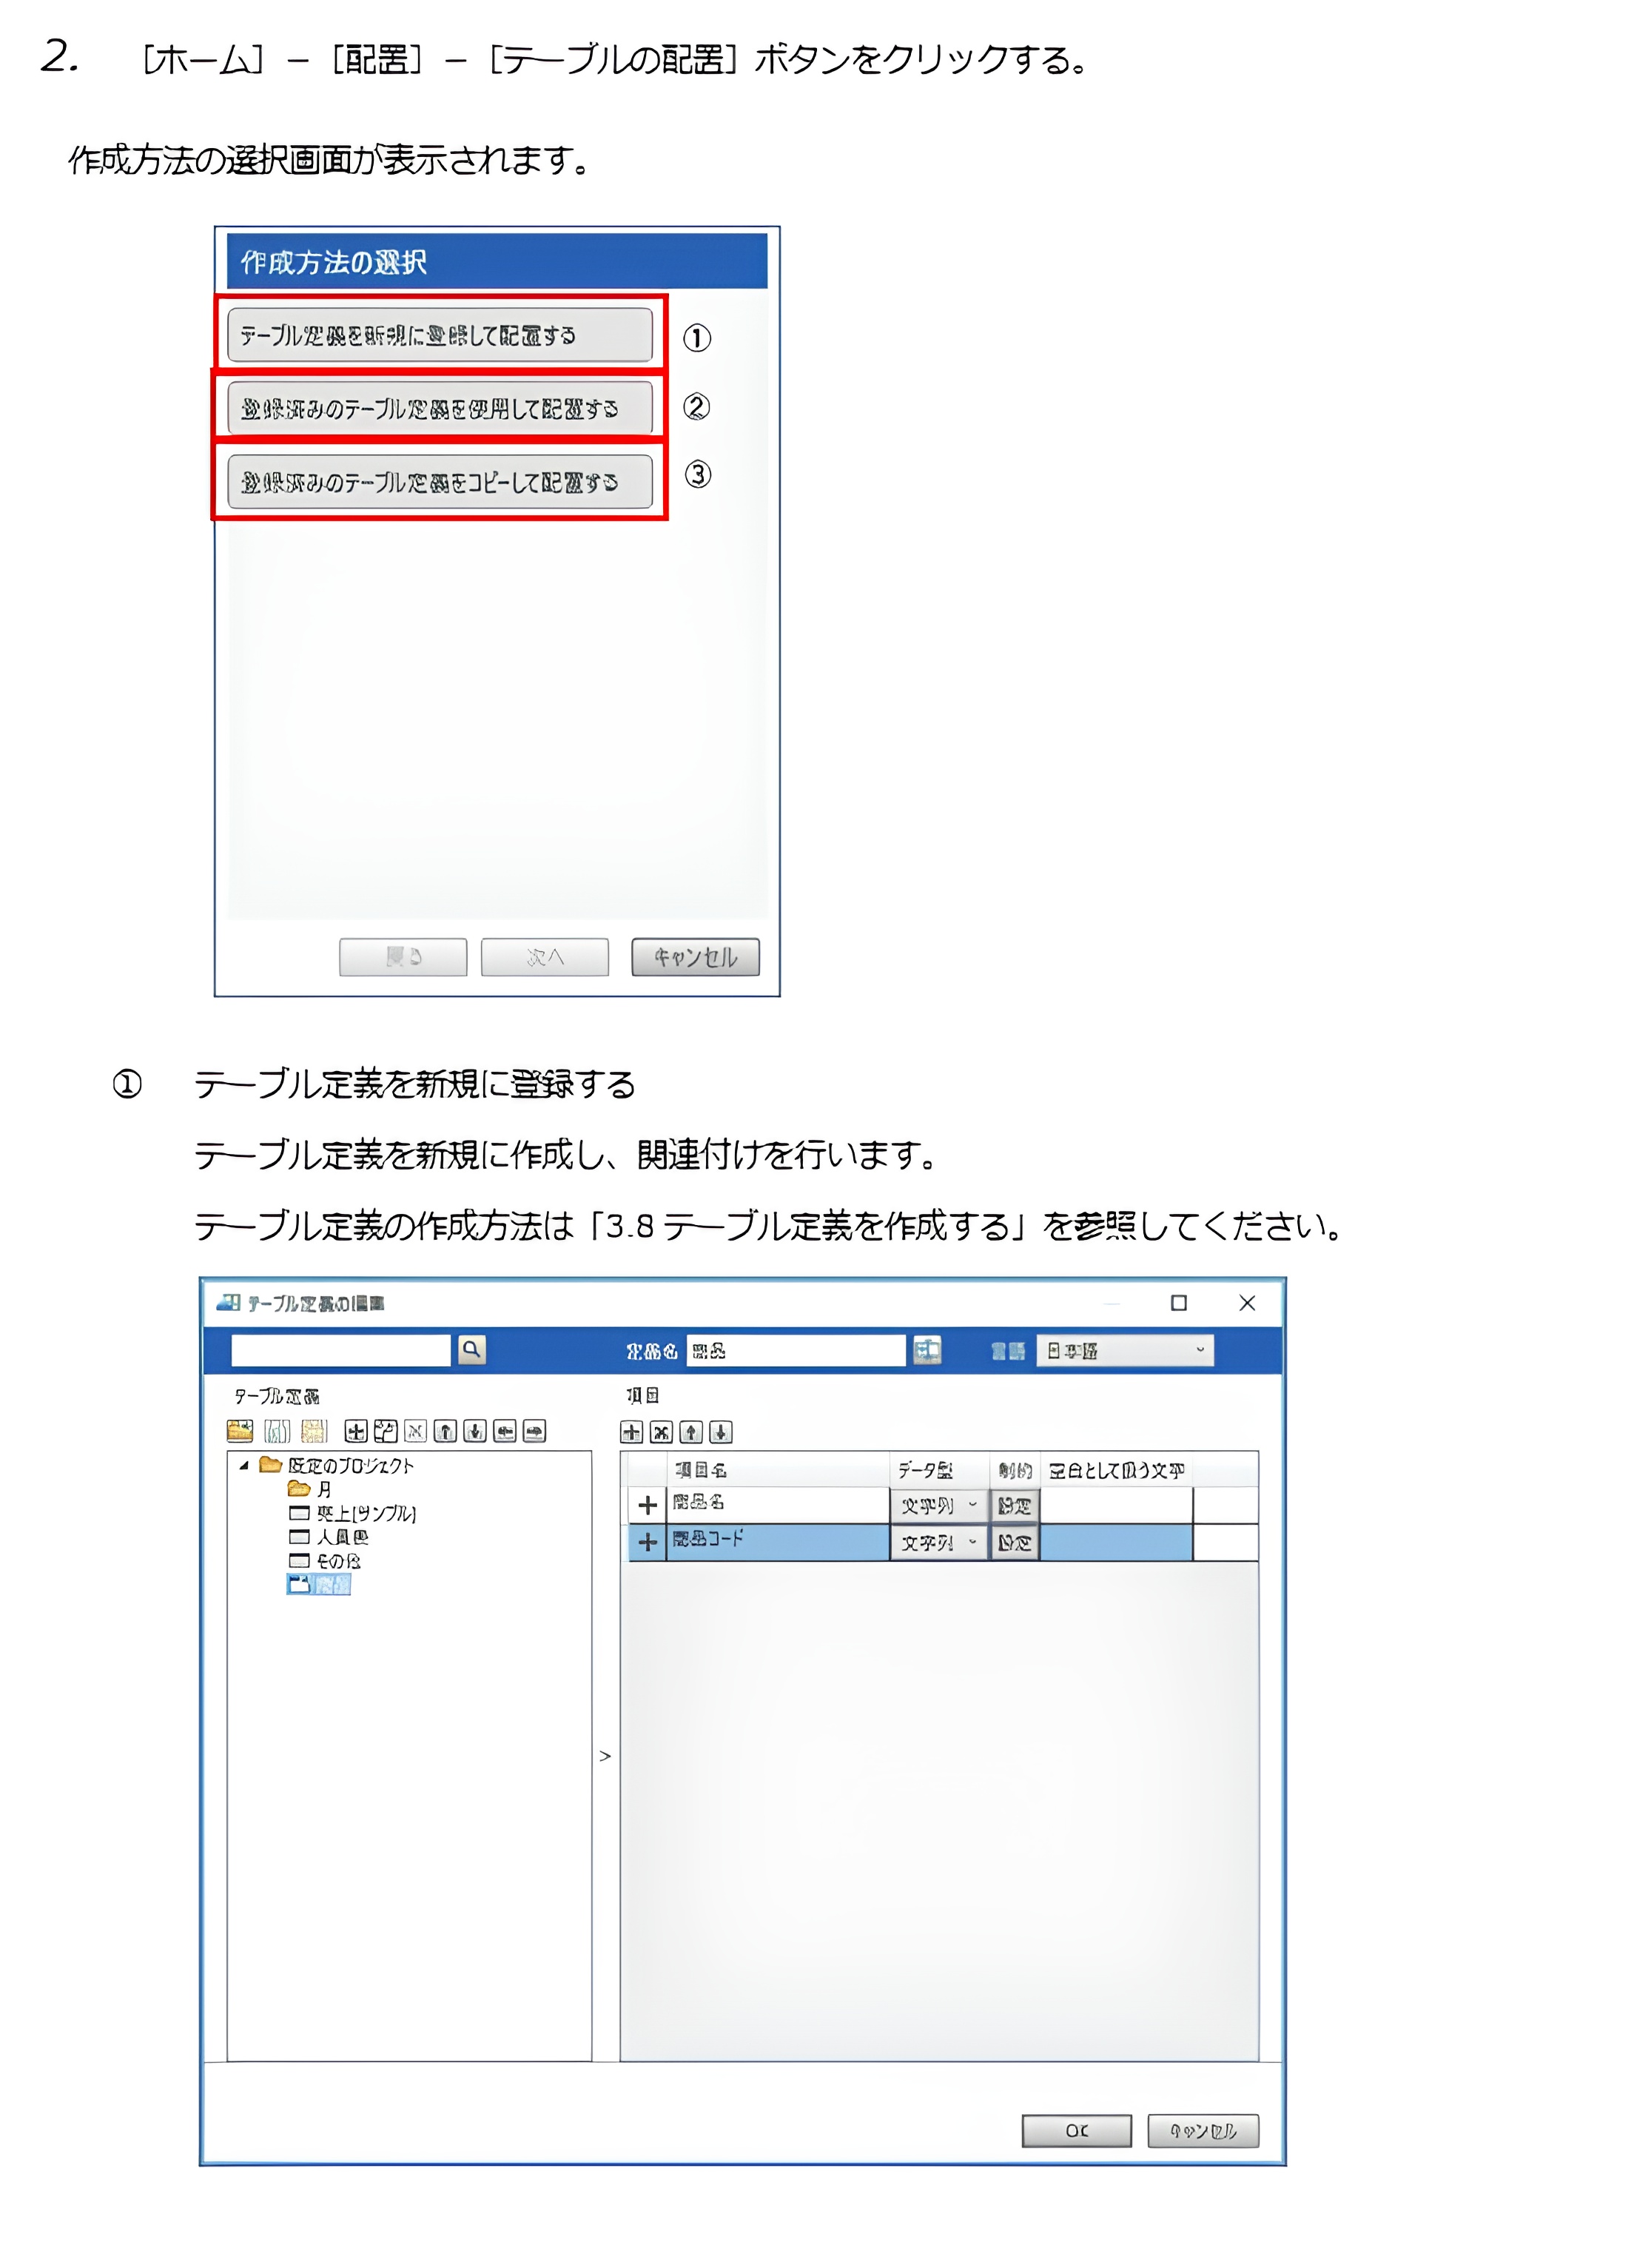 2. ［ホーム］－［配置］－［テーブルの配置］ボタンをクリックする。
作成方法の選択画面が表示されます。
作成方法の選択
テーブル定義を新規に登録して配置する
①
登録済みのテーブル定義を使用して配置する
②
登録済みのテーブル定義をコピーして配置する
③
戻る 次へ キャンセル
① テーブル定義を新規に登録する
テーブル定義を新規に作成し、関連付けを行います。
テーブル定義の作成方法は「3.8 テーブル定義を作成する」を参照してください。
テーブル定義の
定義名 商品 言語 日本語
テーブル定義 項目
既定のプロジェクト
月
売上[サンプル]
人員
その他
項目名 データ型 制約 空白として扱う文字
商品名 文字列 設定
商品コード 文字列 設定
OK キャンセル